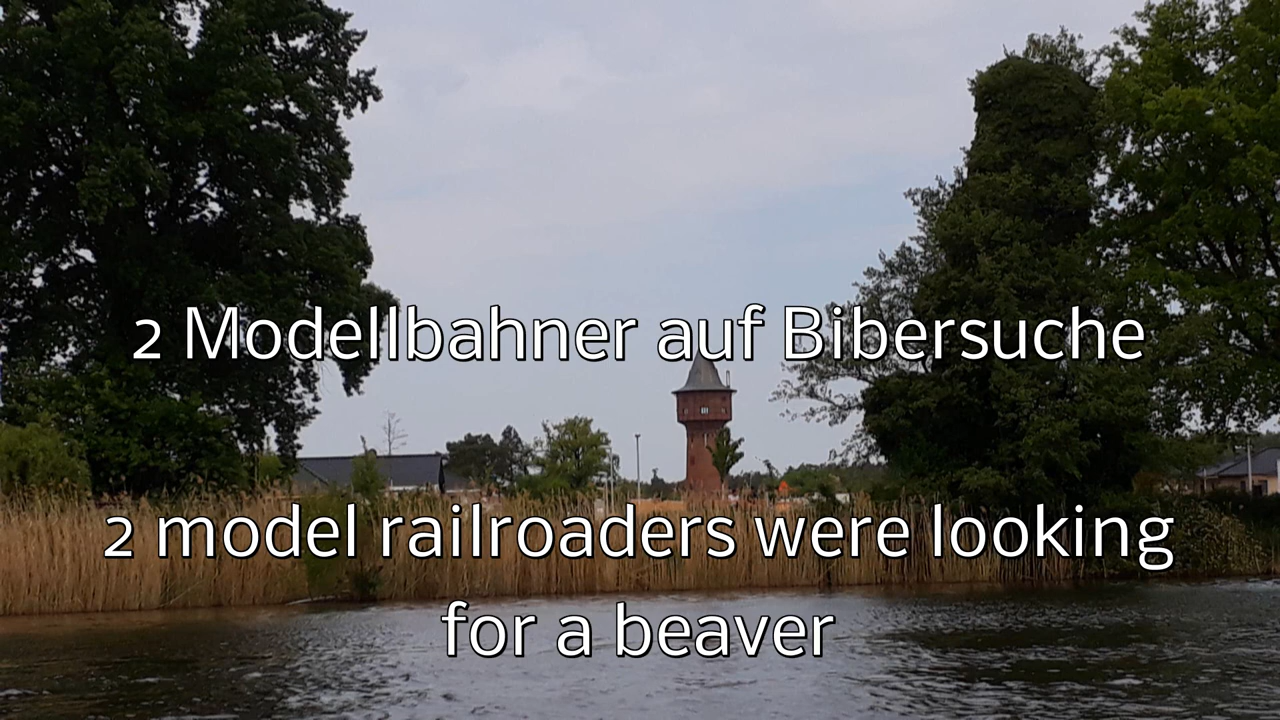 2 Modellbahner auf Bibersuche
2 model railroaders were looking
for a beaver